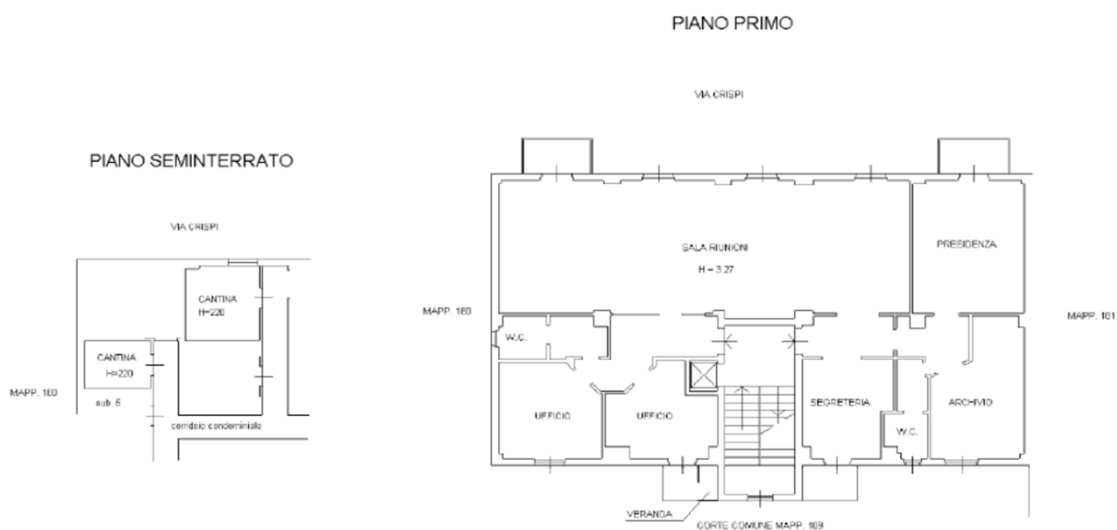 PIANO PRIMO
VIA CRISPI
PIANO SEMINTERRATO
VIA CRISPI
CANTINA
H=220
CANTINA
H=220
MAPP. 160
sub. 5
corridoio condominiale
SALA RIUNIONI
H = 3.27
PRESIDENZA
MAPP. 160
MAPP. 161
W.C.
UFFICIO
UFFICIO
SEGRETERIA
ARCHIVIO
W.C.
VERANDA
CORTE COMUNE MAPP. 169